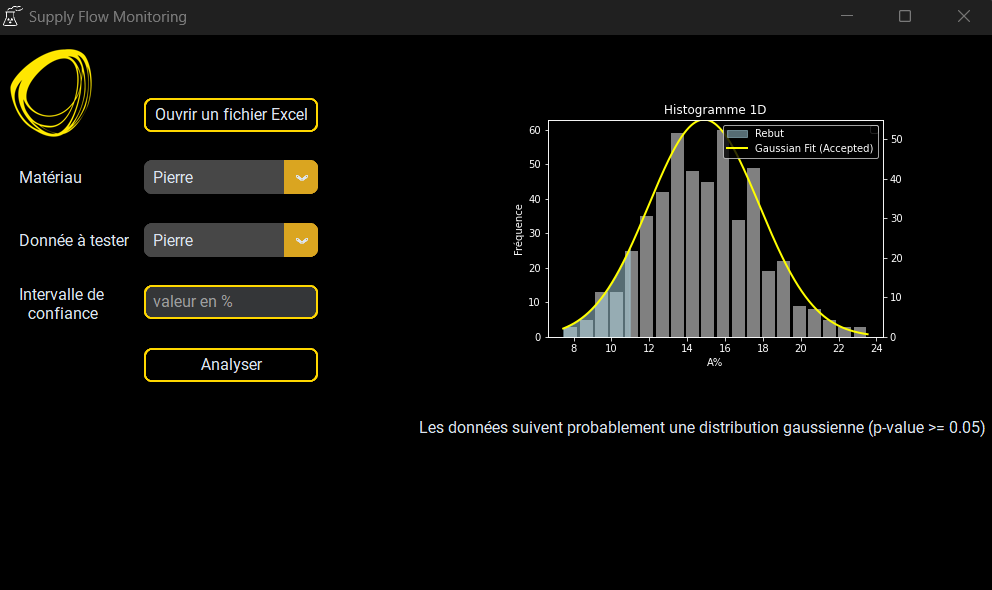 Supply Flow Monitoring
Ouvrir un fichier Excel
Matériau
Pierre
Donnée à tester
Pierre
Intervalle de
confiance
valeur en %
Analyser
Histogramme 1D
Rebut
Gaussian Fit (Accepted)
Fréquence
60
50
40
30
20
10
0
50
40
30
20
10
0
8 10 12 14 16 18 20 22 24
A%
Les données suivent probablement une distribution gaussienne (p-value >= 0.05)